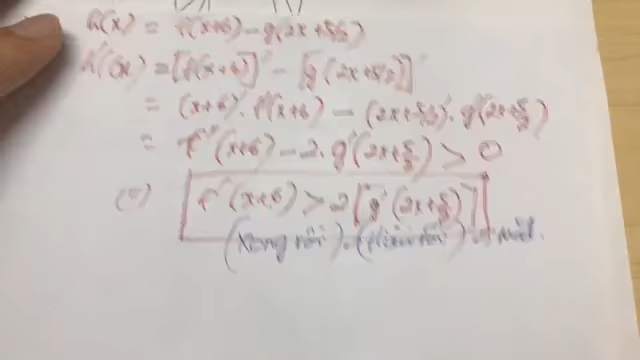 h(x) = f(x+6) - g(2x+5/2)
h'(x) = [f(x+6)]' - [g(2x+5/2)]'
= (x+6)'. f'(x+6) - (2x+5/2)'. g'(2x+5/2)
= f'(x+6) - 2. g'(2x+5/2) > 0
(=) f'(x+6) > 2[g'(2x+5/2)]
(Xong rồi)